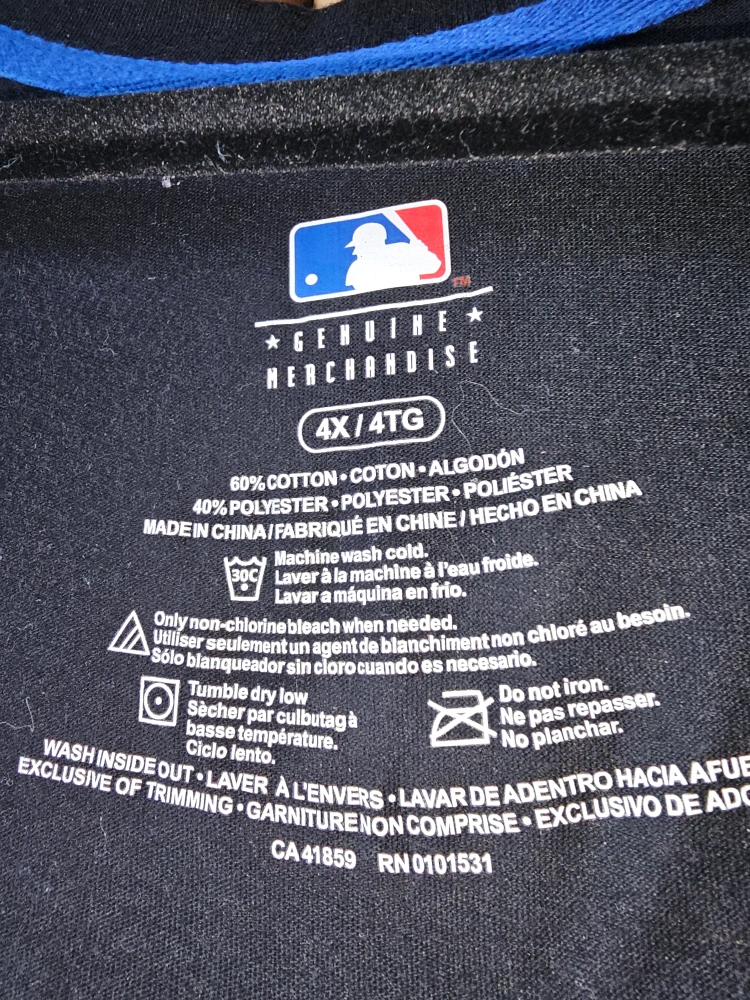 TM
★ GENUINE ★
MERCHANDISE
4X / 4TG
60% COTTON • COTON • ALGODÓN
40% POLYESTER • POLYESTER • POLIÉSTER
MADE IN CHINA / FABRIQUÉ EN CHINE / HECHO EN CHINA
30C
Machine wash cold.
Laver à la machine à l'eau froide.
Lavar a máquina en frio.
Only non-chlorine bleach when needed.
Utiliser seulement un agent de blanchiment non chloré au besoin.
Sólo blanqueador sin cloro cuando es necesario.
Tumble dry low
Sècher par culbutag à
basse température.
Ciclo lento.
Do not iron.
Ne pas repasser.
No planchar.
WASH INSIDE OUT • LAVER À L'ENVERS • LAVAR DE ADENTRO HACIA AFUE
EXCLUSIVE OF TRIMMING • GARNITURE NON COMPRISE • EXCLUSIVO DE ADO
CA 41859 RN 0101531